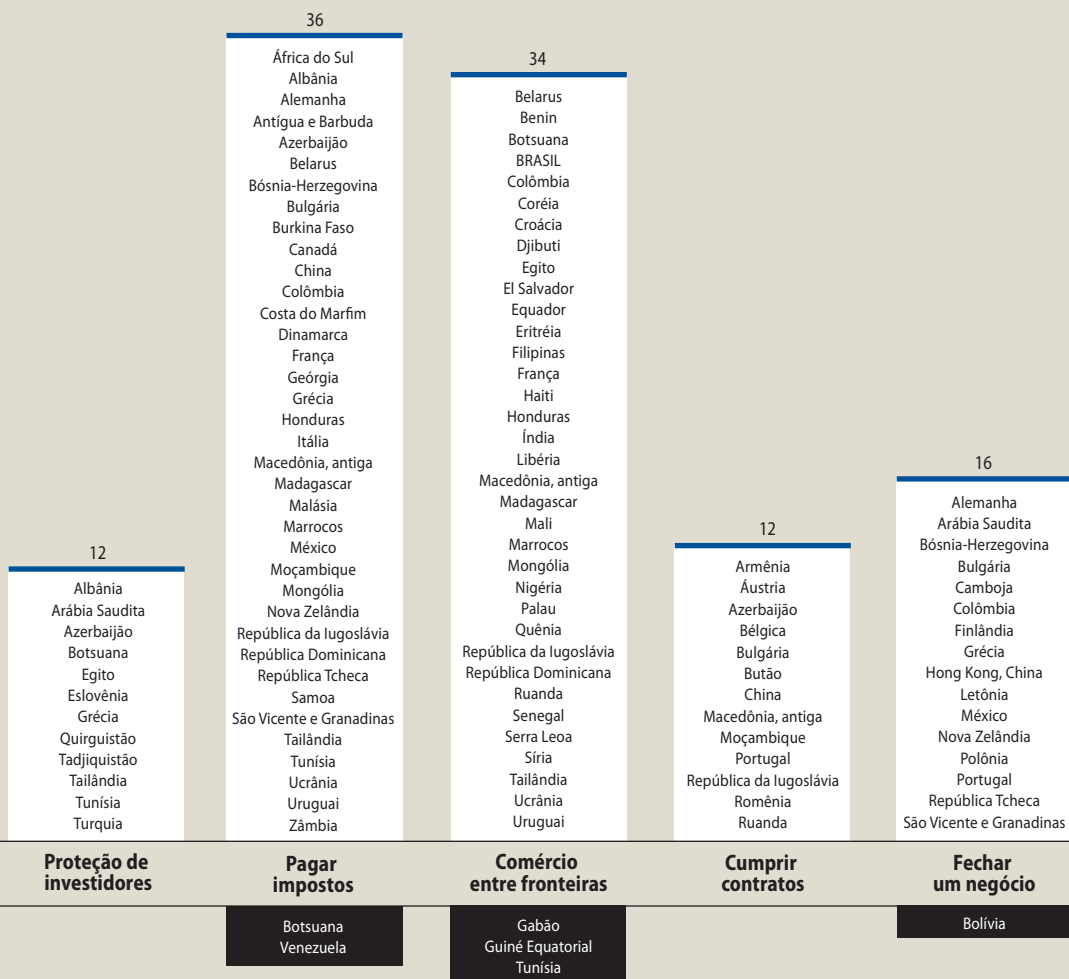 12
Albânia
Arábia Saudita
Azerbaijão
Botsuana
Egito
Eslovênia
Grécia
Quirguistão
Tadjiquistão
Tailândia
Tunísia
Turquia
Proteção de
investidores
36
África do Sul
Albânia
Alemanha
Antígua e Barbuda
Azerbaijão
Belarus
Bósnia-Herzegovina
Bulgária
Burkina Faso
Canadá
China
Colômbia
Costa do Marfim
Dinamarca
França
Geórgia
Grécia
Honduras
Itália
Macedônia, antiga
Madagascar
Malásia
Marrocos
México
Moçambique
Mongólia
Nova Zelândia
República da Iugoslávia
República Dominicana
República Tcheca
Samoa
São Vicente e Granadinas
Tailândia
Tunísia
Ucrânia
Uruguai
Zâmbia
Pagar
impostos
Botsuana
Venezuela
34
Belarus
Benin
Botsuana
BRASIL
Colômbia
Coréia
Croácia
Djibuti
Egito
El Salvador
Equador
Eritréia
Filipinas
França
Haiti
Honduras
Índia
Libéria
Macedônia, antiga
Madagascar
Mali
Marrocos
Mongólia
Nigéria
Palau
Quênia
República da Iugoslávia
República Dominicana
Ruanda
Senegal
Serra Leoa
Síria
Tailândia
Ucrânia
Uruguai
Comércio
entre fronteiras
Gabão
Guiné Equatorial
Tunísia
12
Armênia
Áustria
Azerbaijão
Bélgica
Bulgária
Butão
China
Macedônia, antiga
Moçambique
Portugal
República da Iugoslávia
Romênia
Ruanda
Cumprir
contratos
16
Alemanha
Arábia Saudita
Bósnia-Herzegovina
Bulgária
Camboja
Colômbia
Finlândia
Grécia
Hong Kong, China
Letônia
México
Nova Zelândia
Polônia
Portugal
República Tcheca
São Vicente e Granadinas
Fechar
um negócio
Bolívia